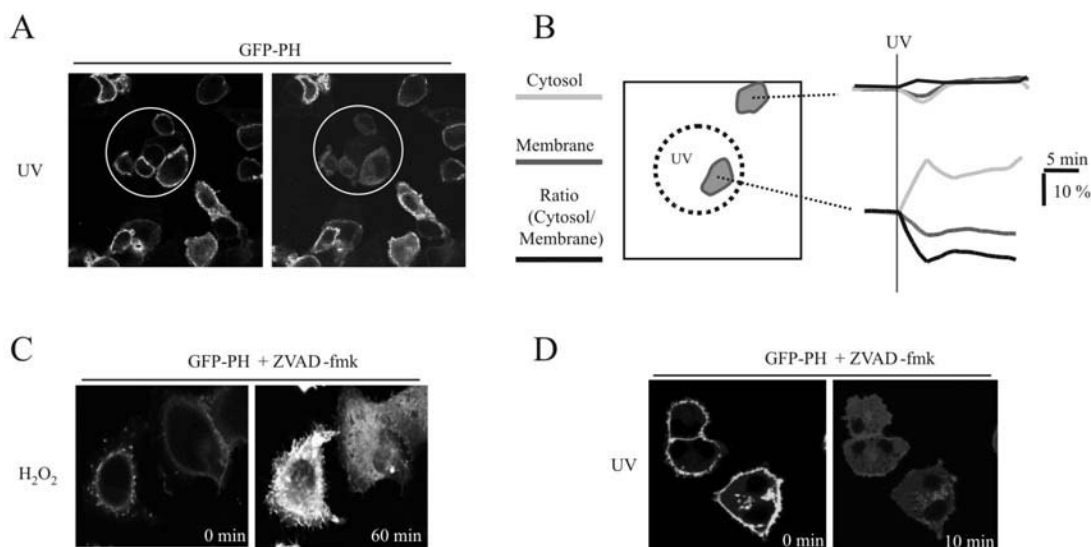 A
GFP-PH
UV
B
UV
Cytosol
Membrane
Ratio
(Cytosol/
Membrane)
UV
5 min
10 %
C
GFP-PH + ZVAD-fmk
H₂O₂
0 min
60 min
D
GFP-PH + ZVAD-fmk
UV
0 min
10 min